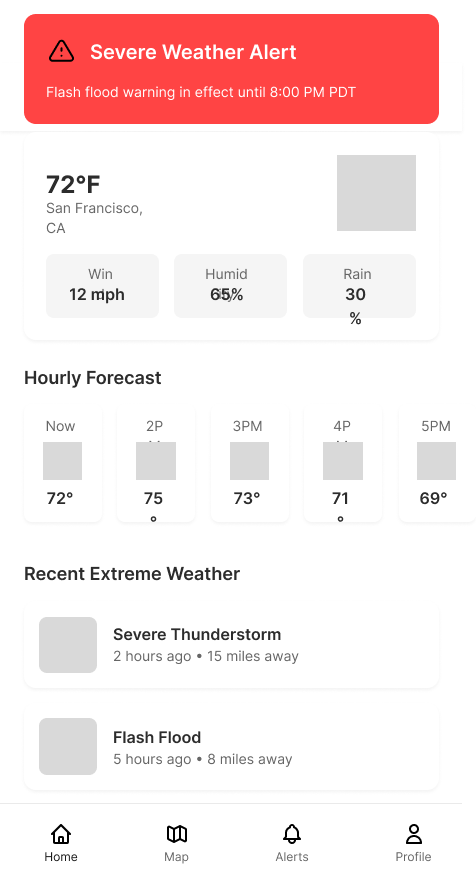 Severe Weather Alert
Flash flood warning in effect until 8:00 PM PDT
72°F
San Francisco,
CA
Win Humid Rain
12 mph 65% 30
%
Hourly Forecast
Now 2P 3PM 4P 5PM
72° 75 73° 71 69°
° °
Recent Extreme Weather
Severe Thunderstorm
2 hours ago • 15 miles away
Flash Flood
5 hours ago • 8 miles away
Home Map Alerts Profile